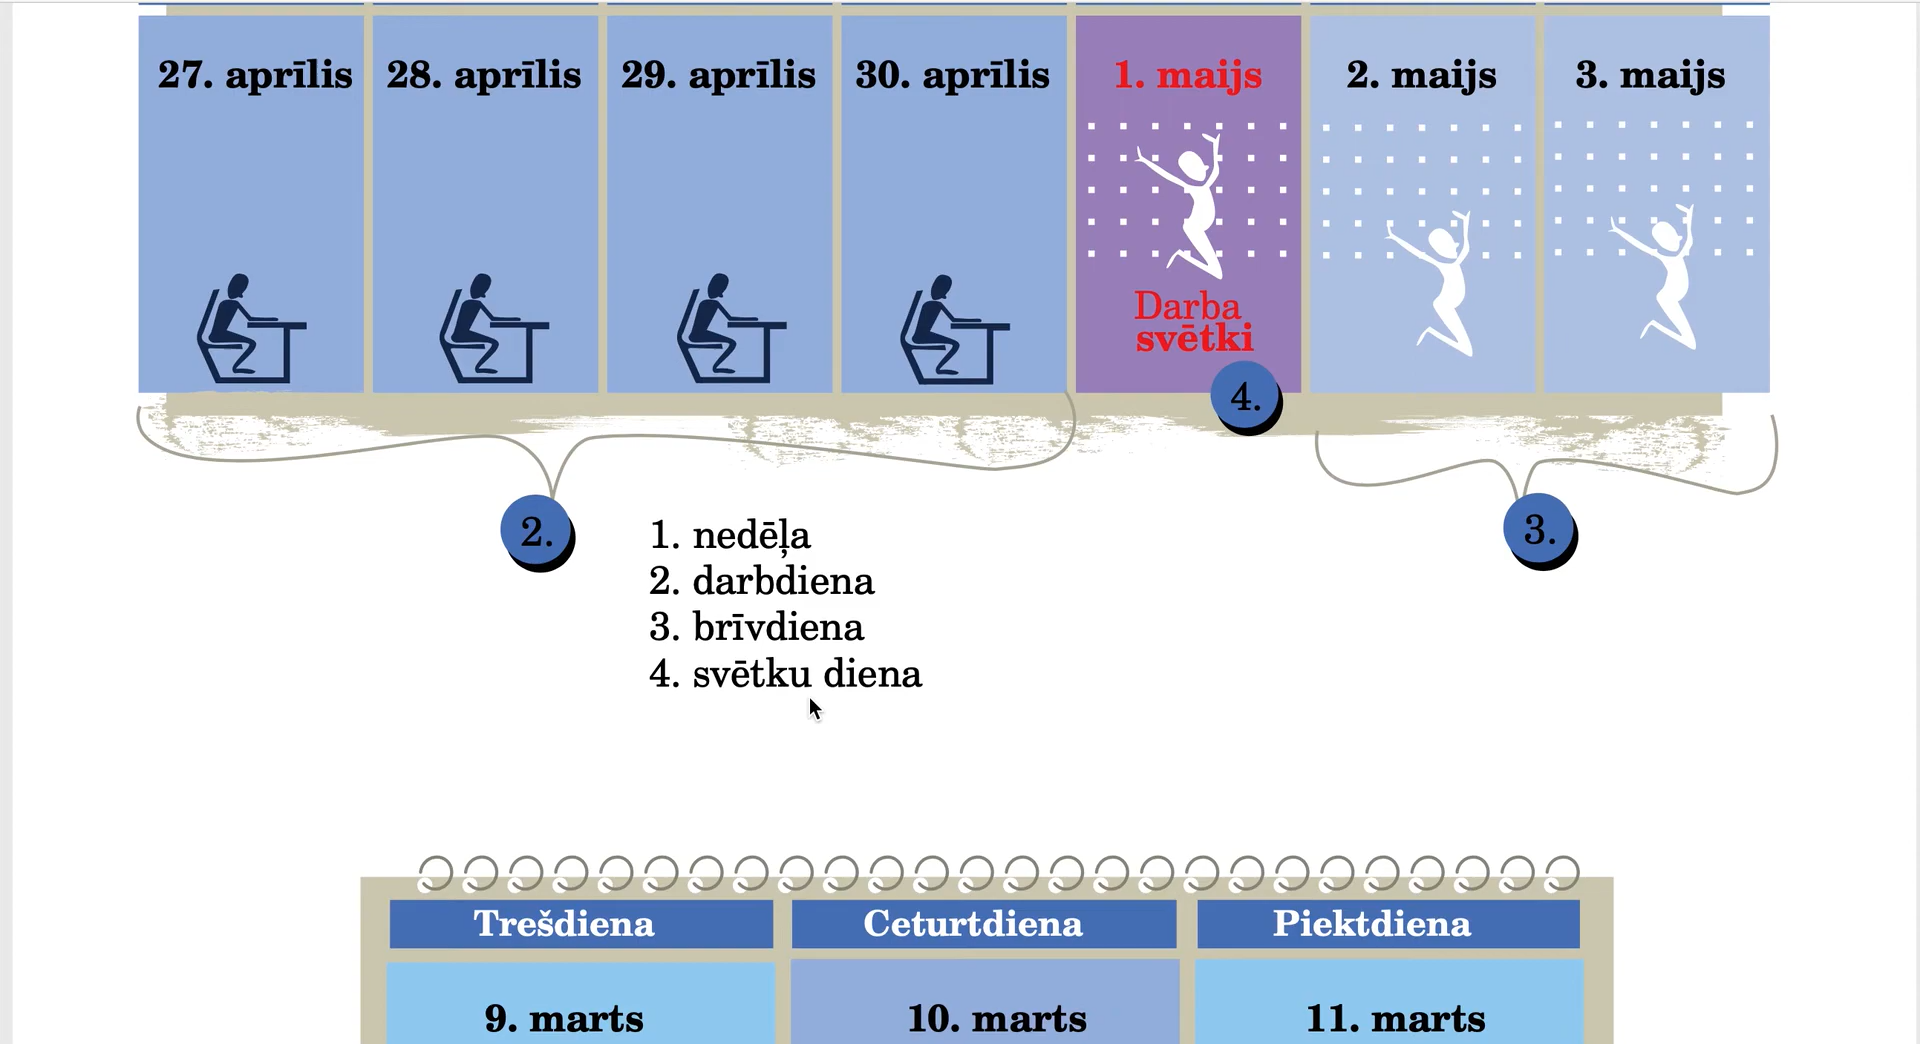 27. aprīlis 28. aprīlis 29. aprīlis 30. aprīlis 1. maijs 2. maijs 3. maijs
Darba
svētki
4.
2.
3.
1. nedēļa
2. darbdiena
3. brīvdiena
4. svētku diena
Trešdiena Ceturtdiena Piektdiena
9. marts 10. marts 11. marts